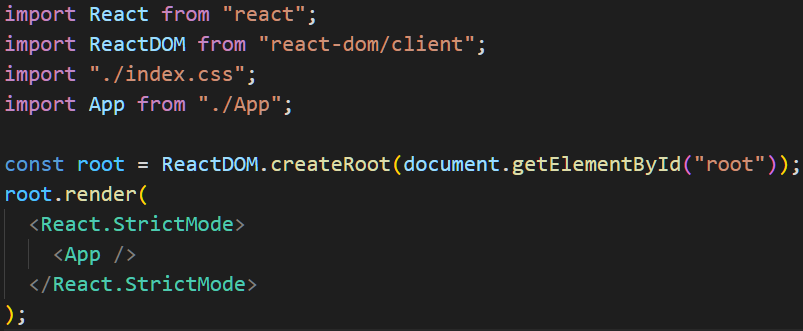 import React from "react";
import ReactDOM from "react-dom/client";
import "./index.css";
import App from "./App";

const root = ReactDOM.createRoot(document.getElementById("root"));
root.render(
  <React.StrictMode>
    <App />
  </React.StrictMode>
);